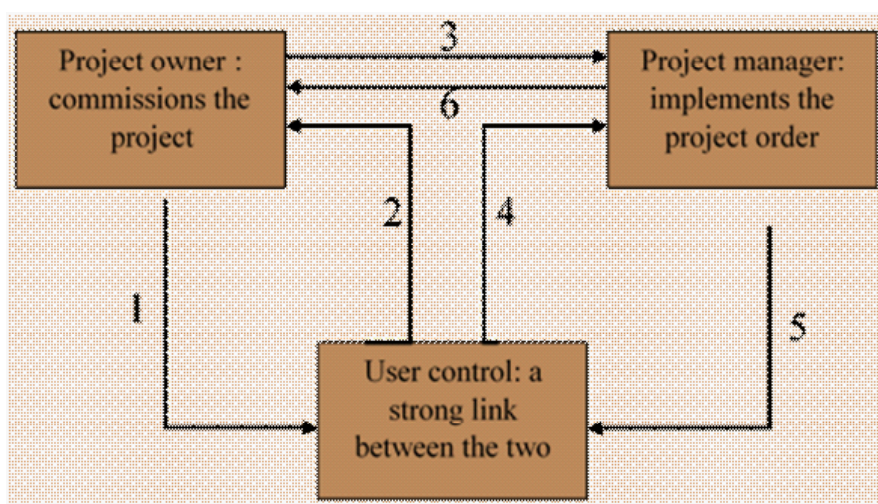 3
Project owner :
commissions the
project
Project manager:
implements the
project order
6
2
4
1
5
User control: a
strong link
between the two